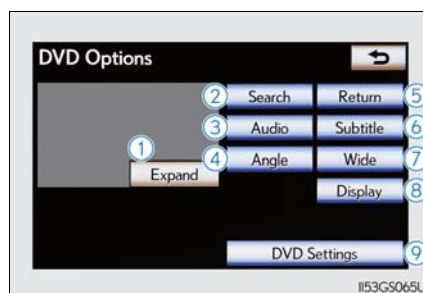 DVD Options
2 Search
Return 5
3 Audio
Subtitle 6
1
4 Angle
Wide 7
Expand
Display 8
DVD Settings 9
II53GS065U